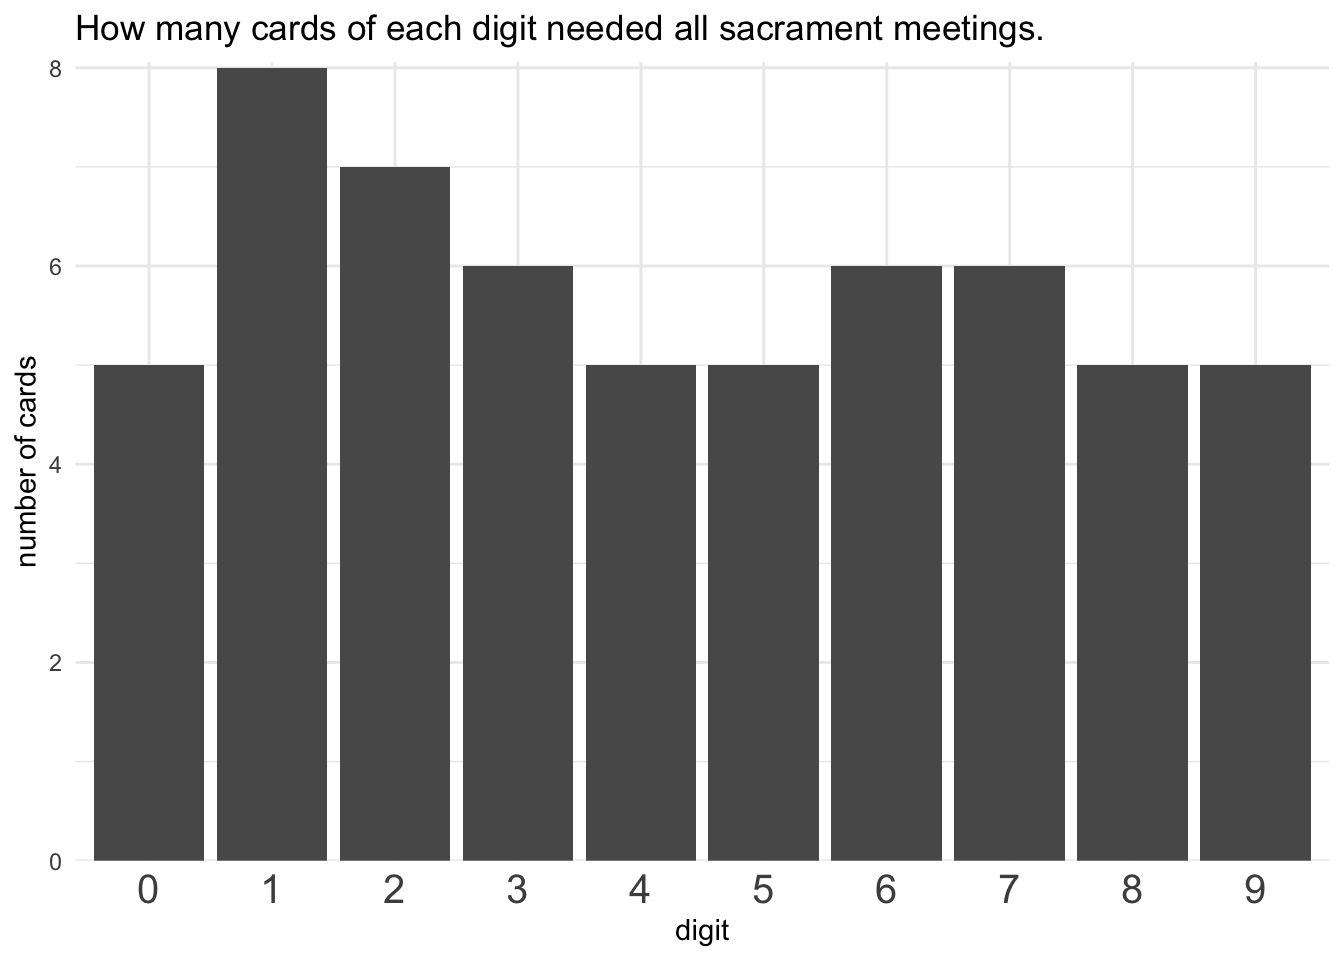 How many cards of each digit needed all sacrament meetings.
8
6
4
2
0
number of cards
0 1 2 3 4 5 6 7 8 9
digit